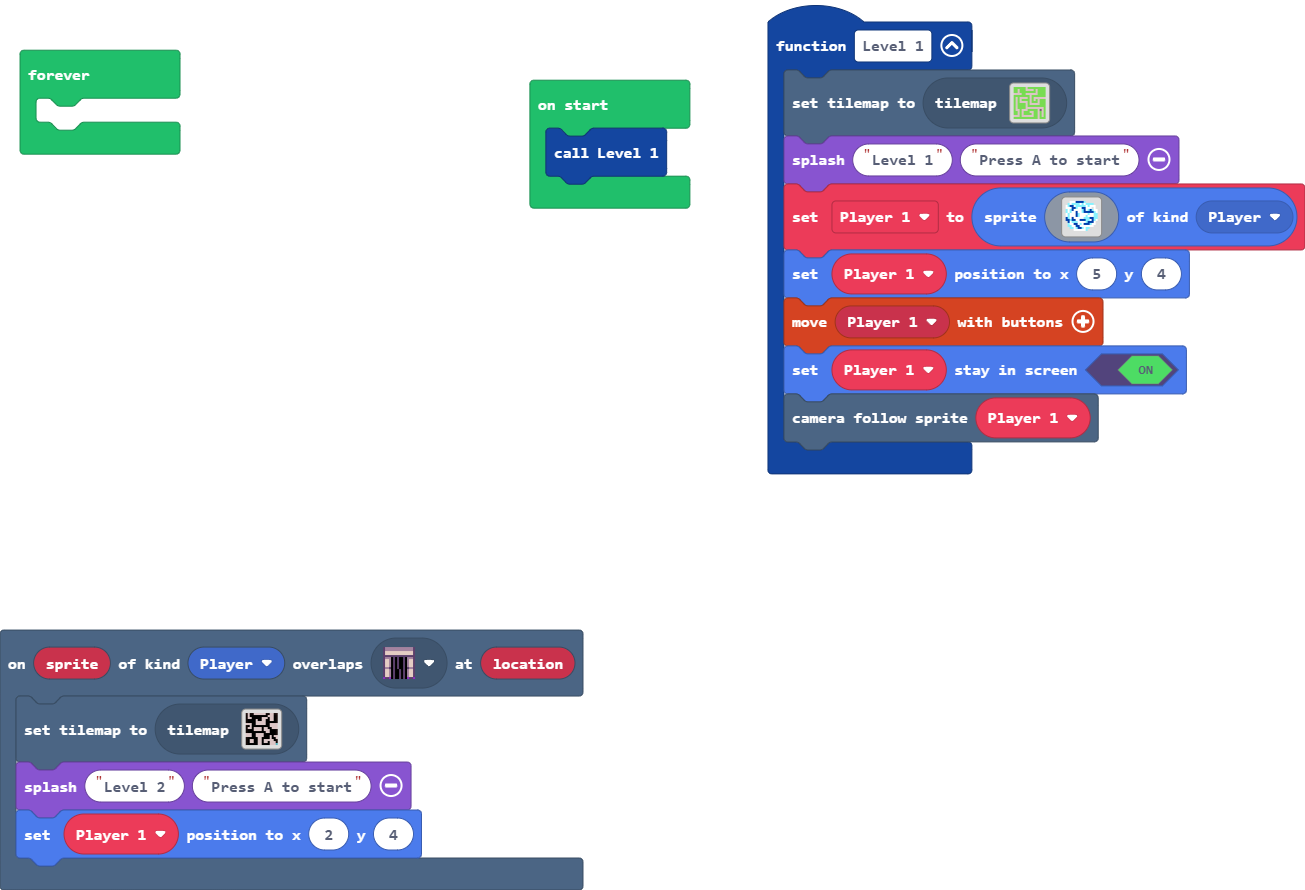 forever
on start
call Level 1
function Level 1
set tilemap to tilemap
splash "Level 1" "Press A to start"
set Player 1 to sprite of kind Player
set Player 1 position to x 5 y 4
move Player 1 with buttons
set Player 1 stay in screen ON
camera follow sprite Player 1
on sprite of kind Player overlaps at location
set tilemap to tilemap
splash "Level 2" "Press A to start"
set Player 1 position to x 2 y 4